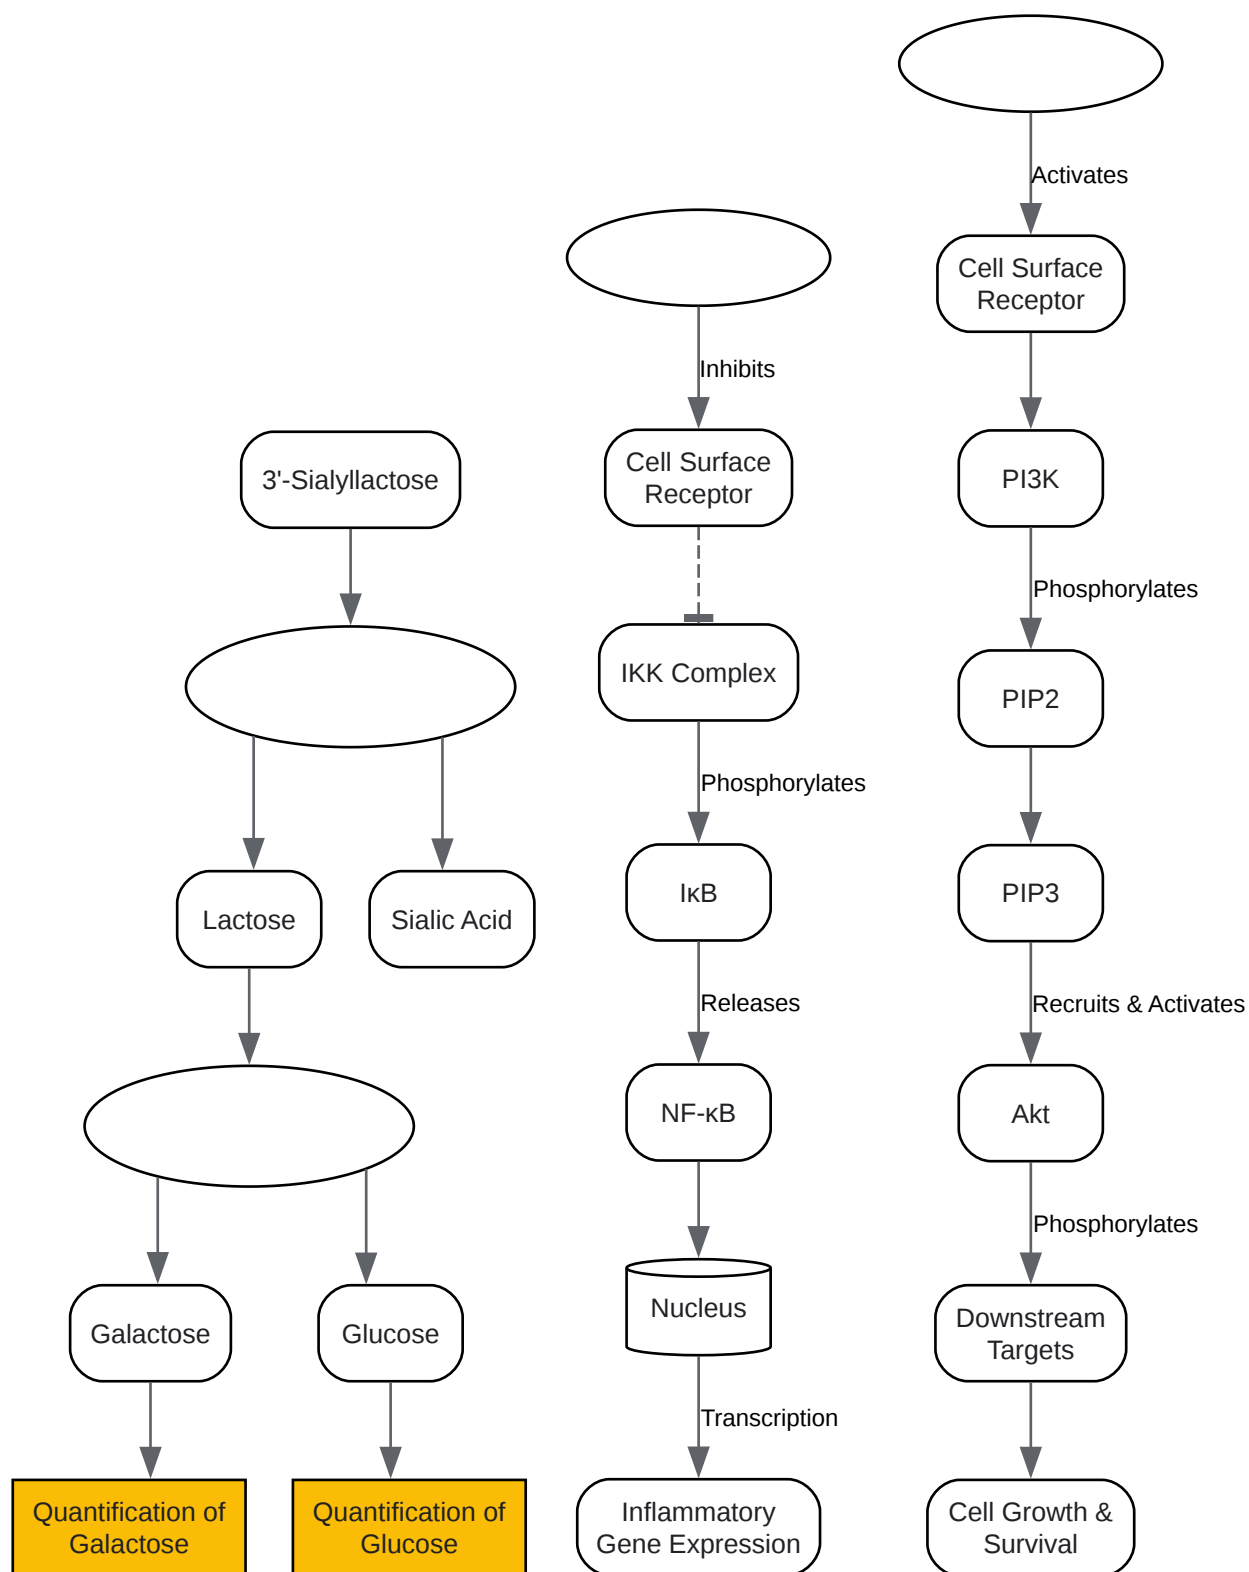 3'-Sialyllactose
Lactose
Sialic Acid
Galactose
Glucose
Quantification of
Galactose
Quantification of
Glucose
Inhibits
Cell Surface
Receptor
IKK Complex
Phosphorylates
IκB
Releases
NF-κB
Nucleus
Transcription
Inflammatory
Gene Expression
Activates
Cell Surface
Receptor
PI3K
Phosphorylates
PIP2
PIP3
Recruits & Activates
Akt
Phosphorylates
Downstream
Targets
Cell Growth &
Survival